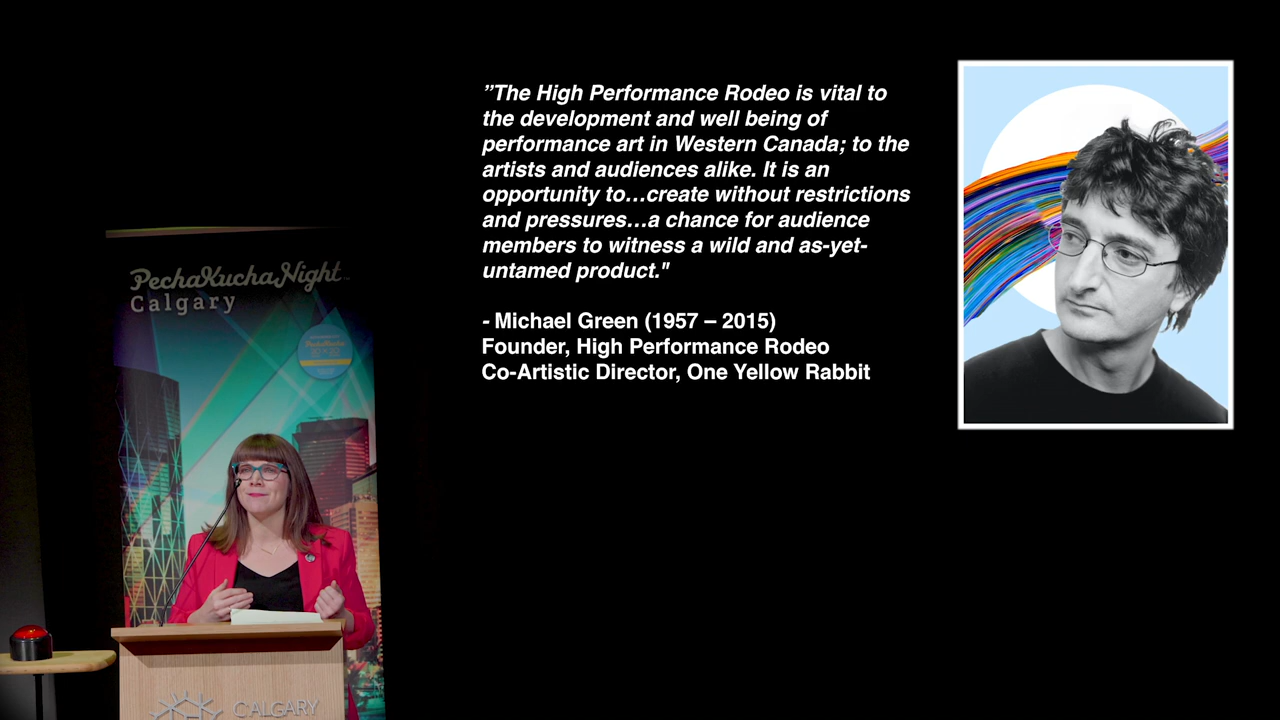 ”The High Performance Rodeo is vital to
the development and well being of
performance art in Western Canada; to the
artists and audiences alike. It is an
opportunity to…create without restrictions
and pressures…a chance for audience
members to witness a wild and as-yet-
untamed product."
- Michael Green (1957 – 2015)
Founder, High Performance Rodeo
Co-Artistic Director, One Yellow Rabbit
PechaKucha Night
Calgary
PechaKucha
20x20
CALGARY